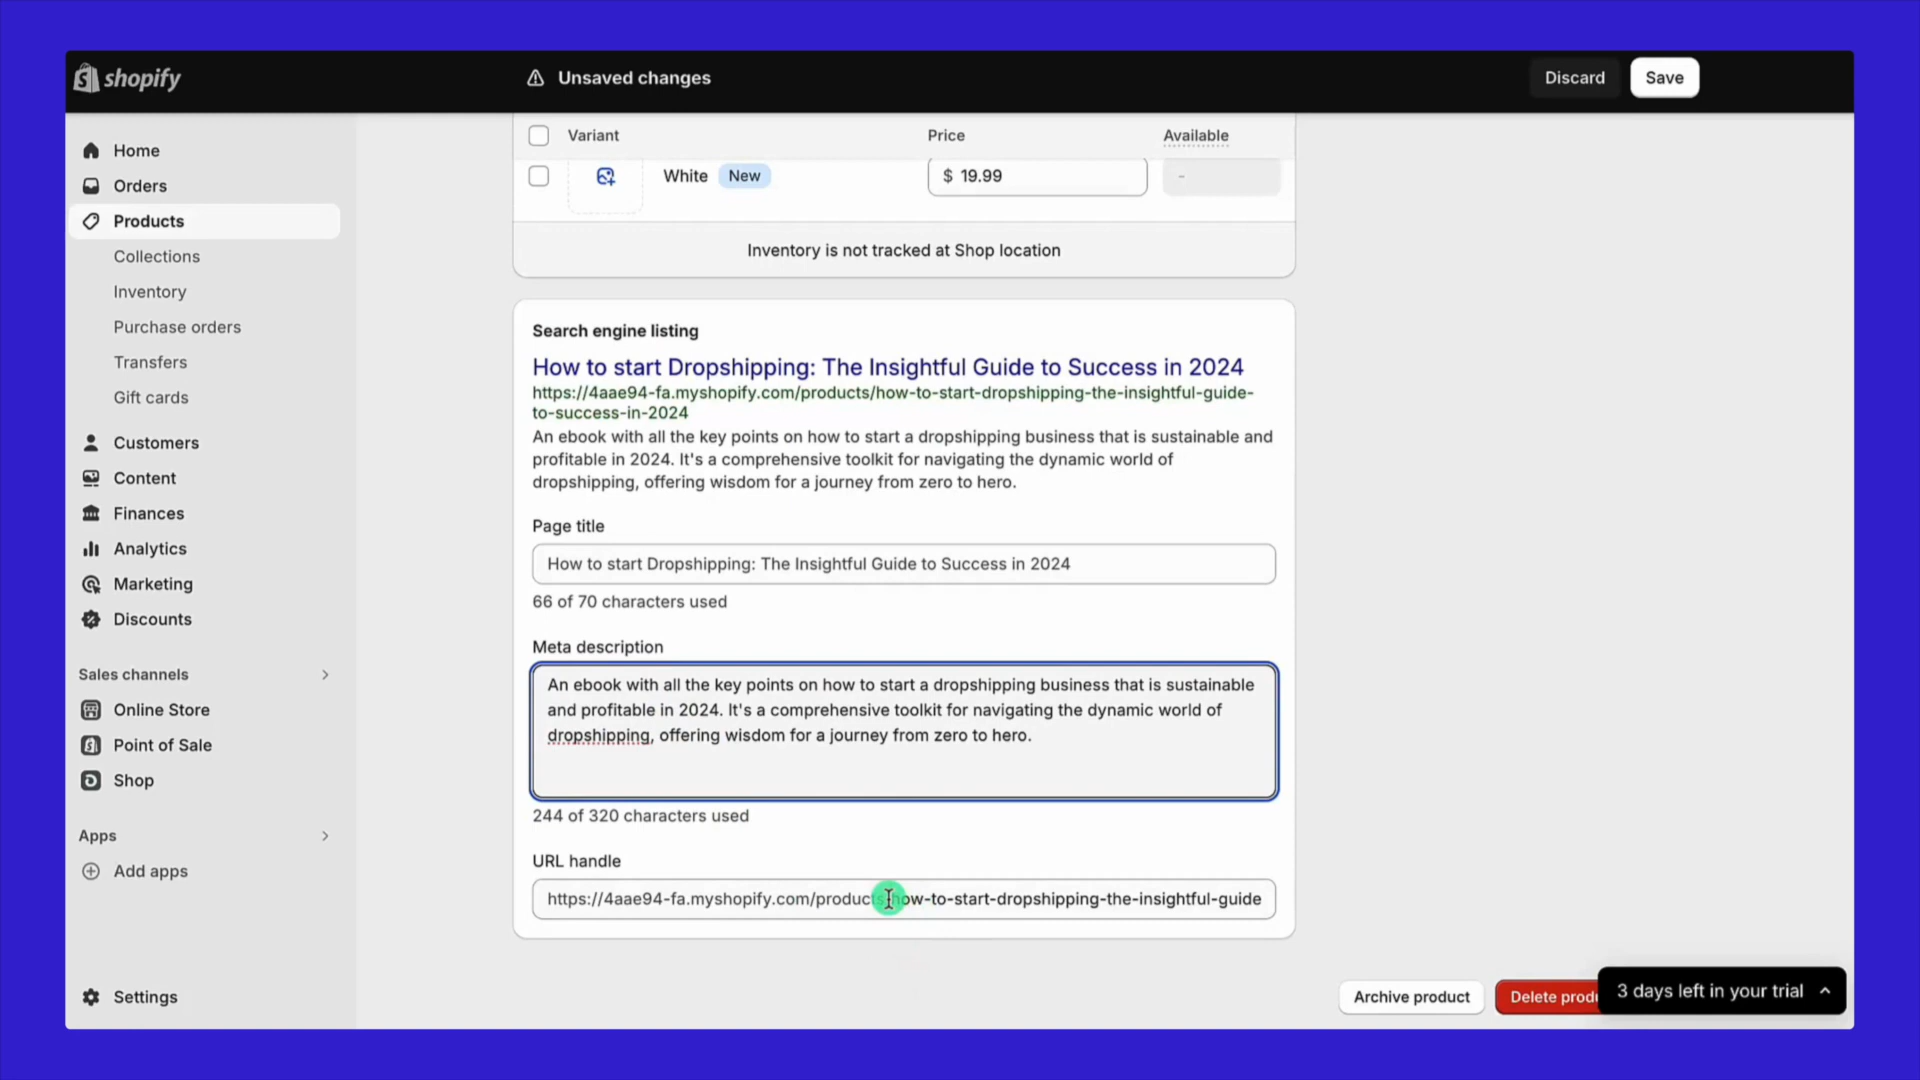 shopify
Unsaved changes
Discard
Save
Home
Orders
Products
Collections
Inventory
Purchase orders
Transfers
Gift cards
Customers
Content
Finances
Analytics
Marketing
Discounts
Sales channels
Online Store
Point of Sale
Shop
Apps
Add apps
Settings
Variant Price Available
White New $ 19.99 -
Inventory is not tracked at Shop location
Search engine listing
How to start Dropshipping: The Insightful Guide to Success in 2024
https://4aae94-fa.myshopify.com/products/how-to-start-dropshipping-the-insightful-guide-
to-success-in-2024
An ebook with all the key points on how to start a dropshipping business that is sustainable and
profitable in 2024. It's a comprehensive toolkit for navigating the dynamic world of
dropshipping, offering wisdom for a journey from zero to hero.
Page title
How to start Dropshipping: The Insightful Guide to Success in 2024
66 of 70 characters used
Meta description
An ebook with all the key points on how to start a dropshipping business that is sustainable
and profitable in 2024. It's a comprehensive toolkit for navigating the dynamic world of
dropshipping, offering wisdom for a journey from zero to hero.
244 of 320 characters used
URL handle
https://4aae94-fa.myshopify.com/products/how-to-start-dropshipping-the-insightful-guide
Archive product
Delete produ
3 days left in your trial